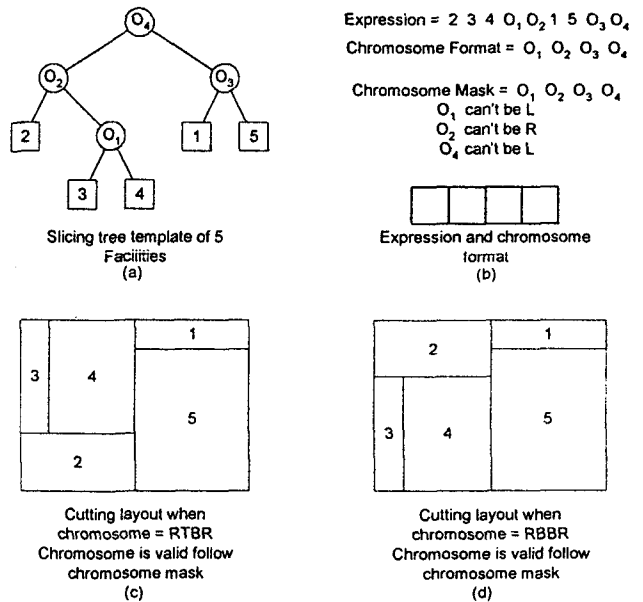 O4
O2
O3
2
O1
1
5
3
4
Slicing tree template of 5
Facilities
(a)
Expression = 2 3 4 O1 O2 1 5 O3 O4
Chromosome Format = O1 O2 O3 O4
Chromosome Mask = O1 O2 O3 O4
O1 can't be L
O2 can't be R
O4 can't be L
Expression and chromosome
format
(b)
1
3
4
5
2
Cutting layout when
chromosome = RTBR
Chromosome is valid follow
chromosome mask
(c)
1
2
3
4
5
Cutting layout when
chromosome = RBBR
Chromosome is valid follow
chromosome mask
(d)